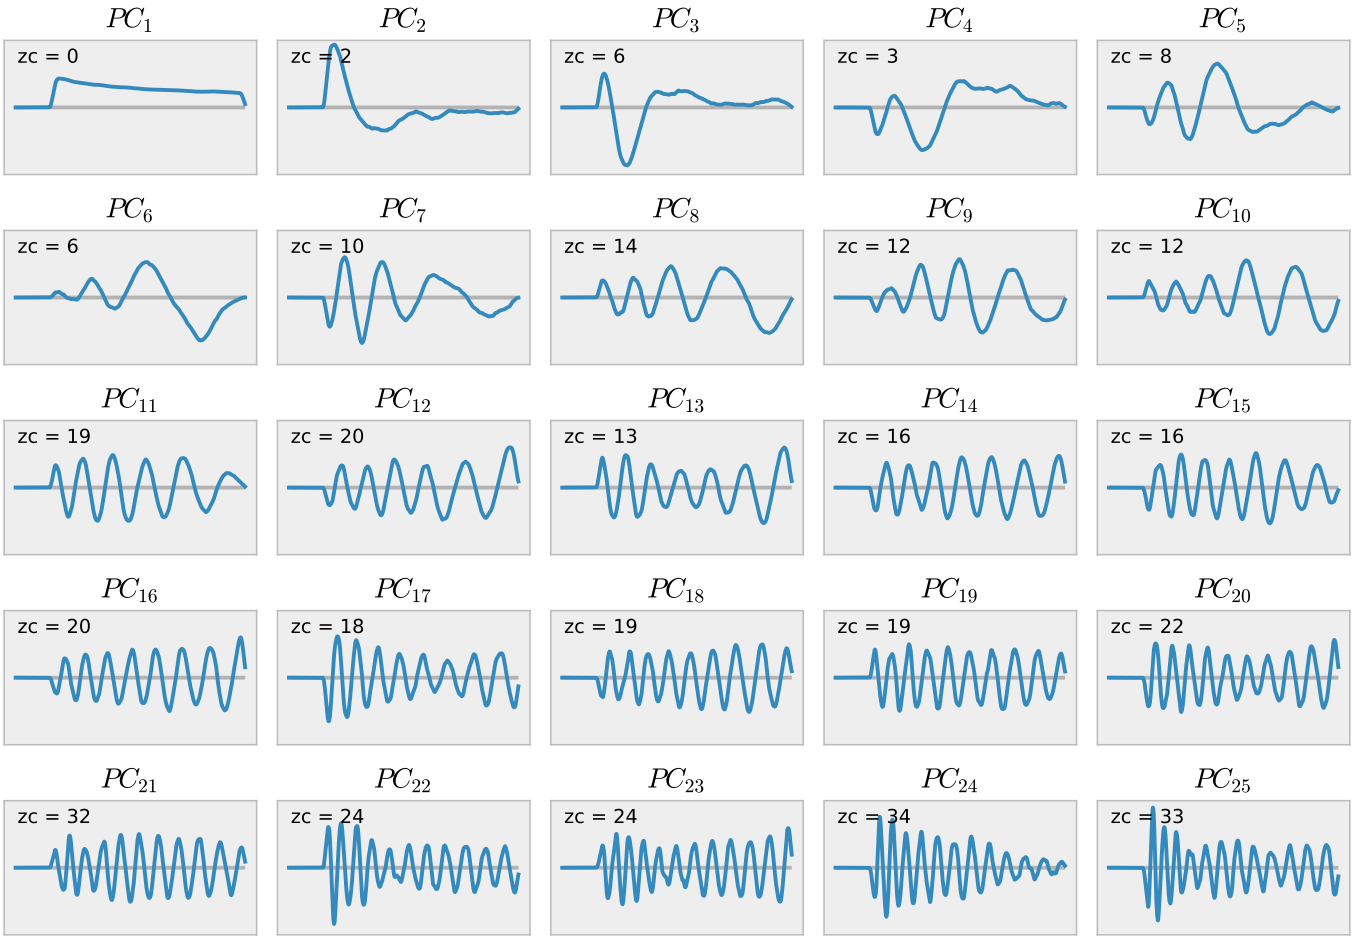 PC1 PC2 PC3 PC4 PC5
zc = 0 zc = 2 zc = 6 zc = 3 zc = 8
PC6 PC7 PC8 PC9 PC10
zc = 6 zc = 10 zc = 14 zc = 12 zc = 12
PC11 PC12 PC13 PC14 PC15
zc = 19 zc = 20 zc = 13 zc = 16 zc = 16
PC16 PC17 PC18 PC19 PC20
zc = 20 zc = 18 zc = 19 zc = 19 zc = 22
PC21 PC22 PC23 PC24 PC25
zc = 32 zc = 24 zc = 24 zc = 34 zc = 33